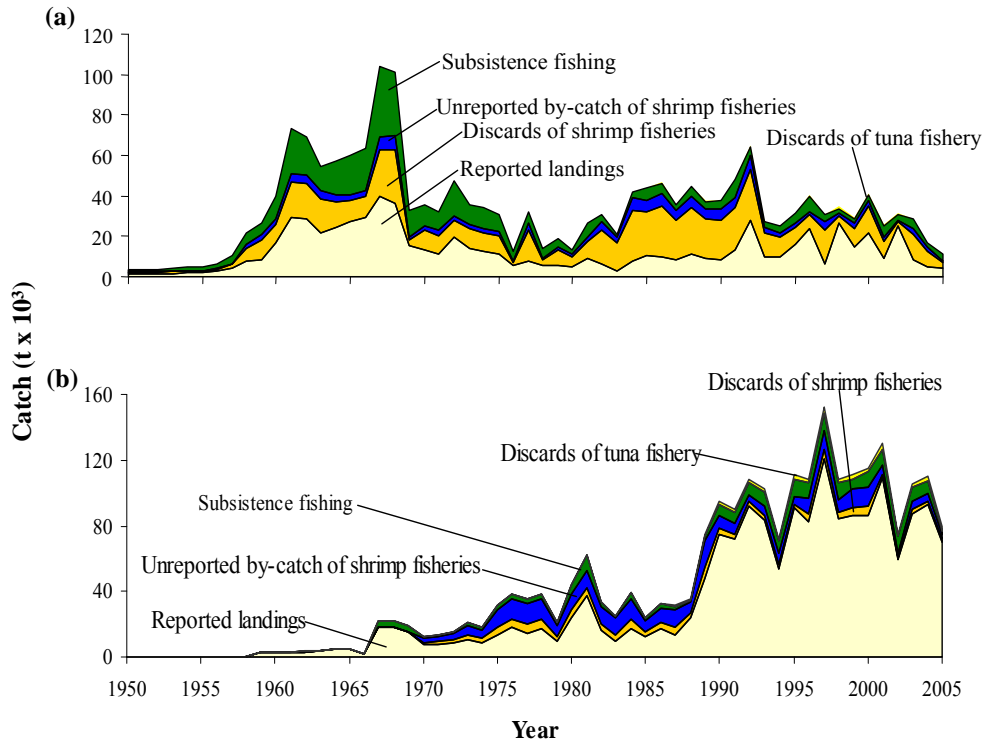 (a)
120
100
80
60
40
20
0
Subsistence fishing
Unreported by-catch of shrimp fisheries
Discards of shrimp fisheries
Discards of tuna fishery
Reported landings
Catch (t x 10³)
(b)
160
120
80
40
0
Discards of shrimp fisheries
Discards of tuna fishery
Subsistence fishing
Unreported by-catch of shrimp fisheries
Reported landings
1950 1955 1960 1965 1970 1975 1980 1985 1990 1995 2000 2005
Year